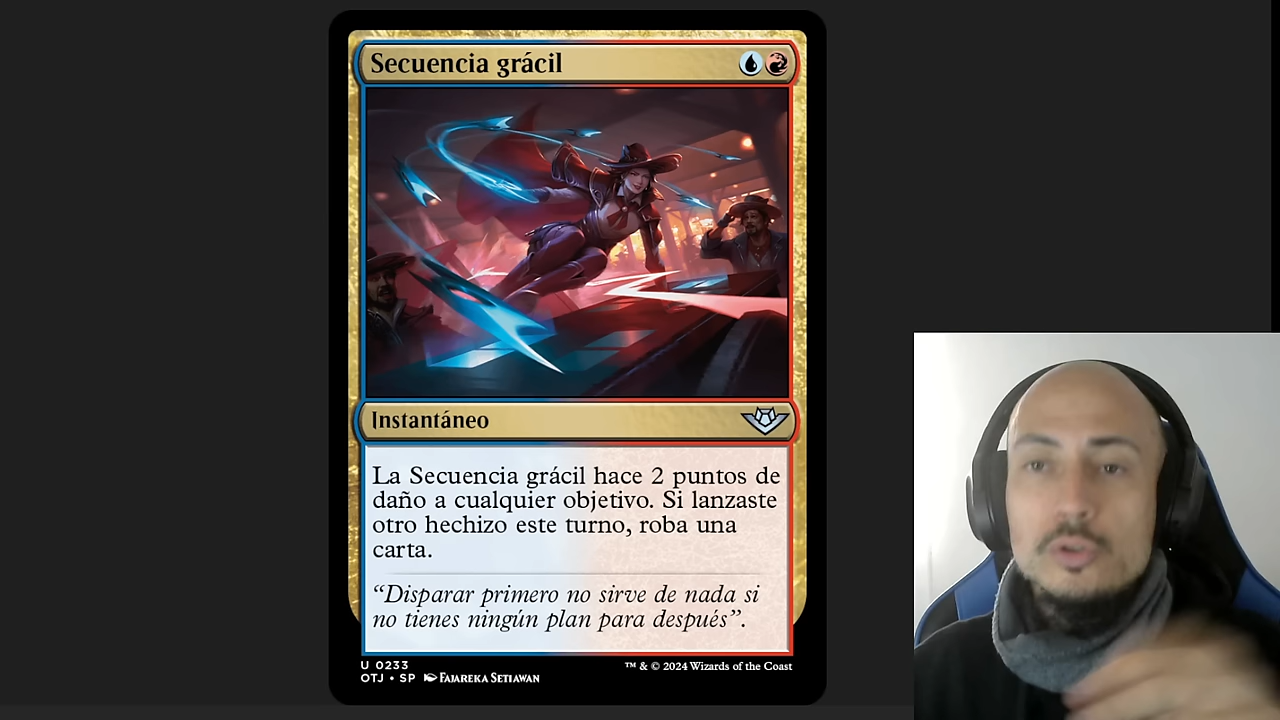 Secuencia grácil
Instantáneo
La Secuencia grácil hace 2 puntos de
daño a cualquier objetivo. Si lanzaste
otro hechizo este turno, roba una
carta.
“Disparar primero no sirve de nada si
no tienes ningún plan para después”.
U 0233
OTJ • SP Fajareka Setiawan
™ & © 2024 Wizards of the Coast